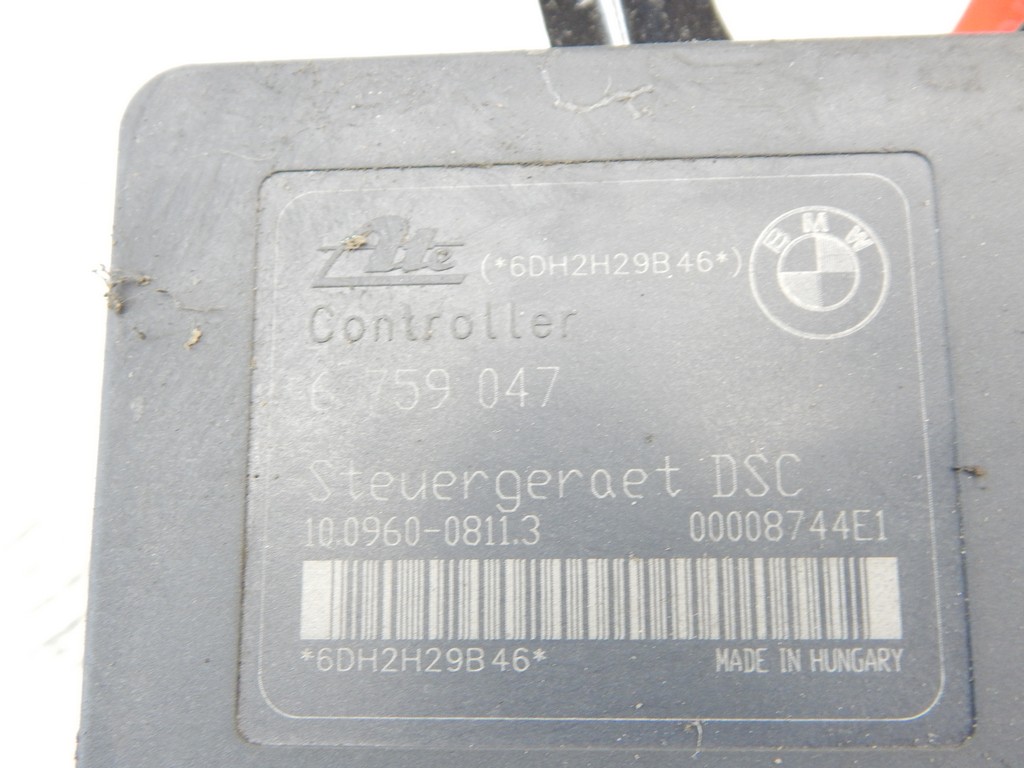 Ate (*6DH2H29B46*)
BMW
Controller
6 759 047
Steuergeraet DSC
10.0960-0811.3 00008744E1
*6DH2H29B46* MADE IN HUNGARY